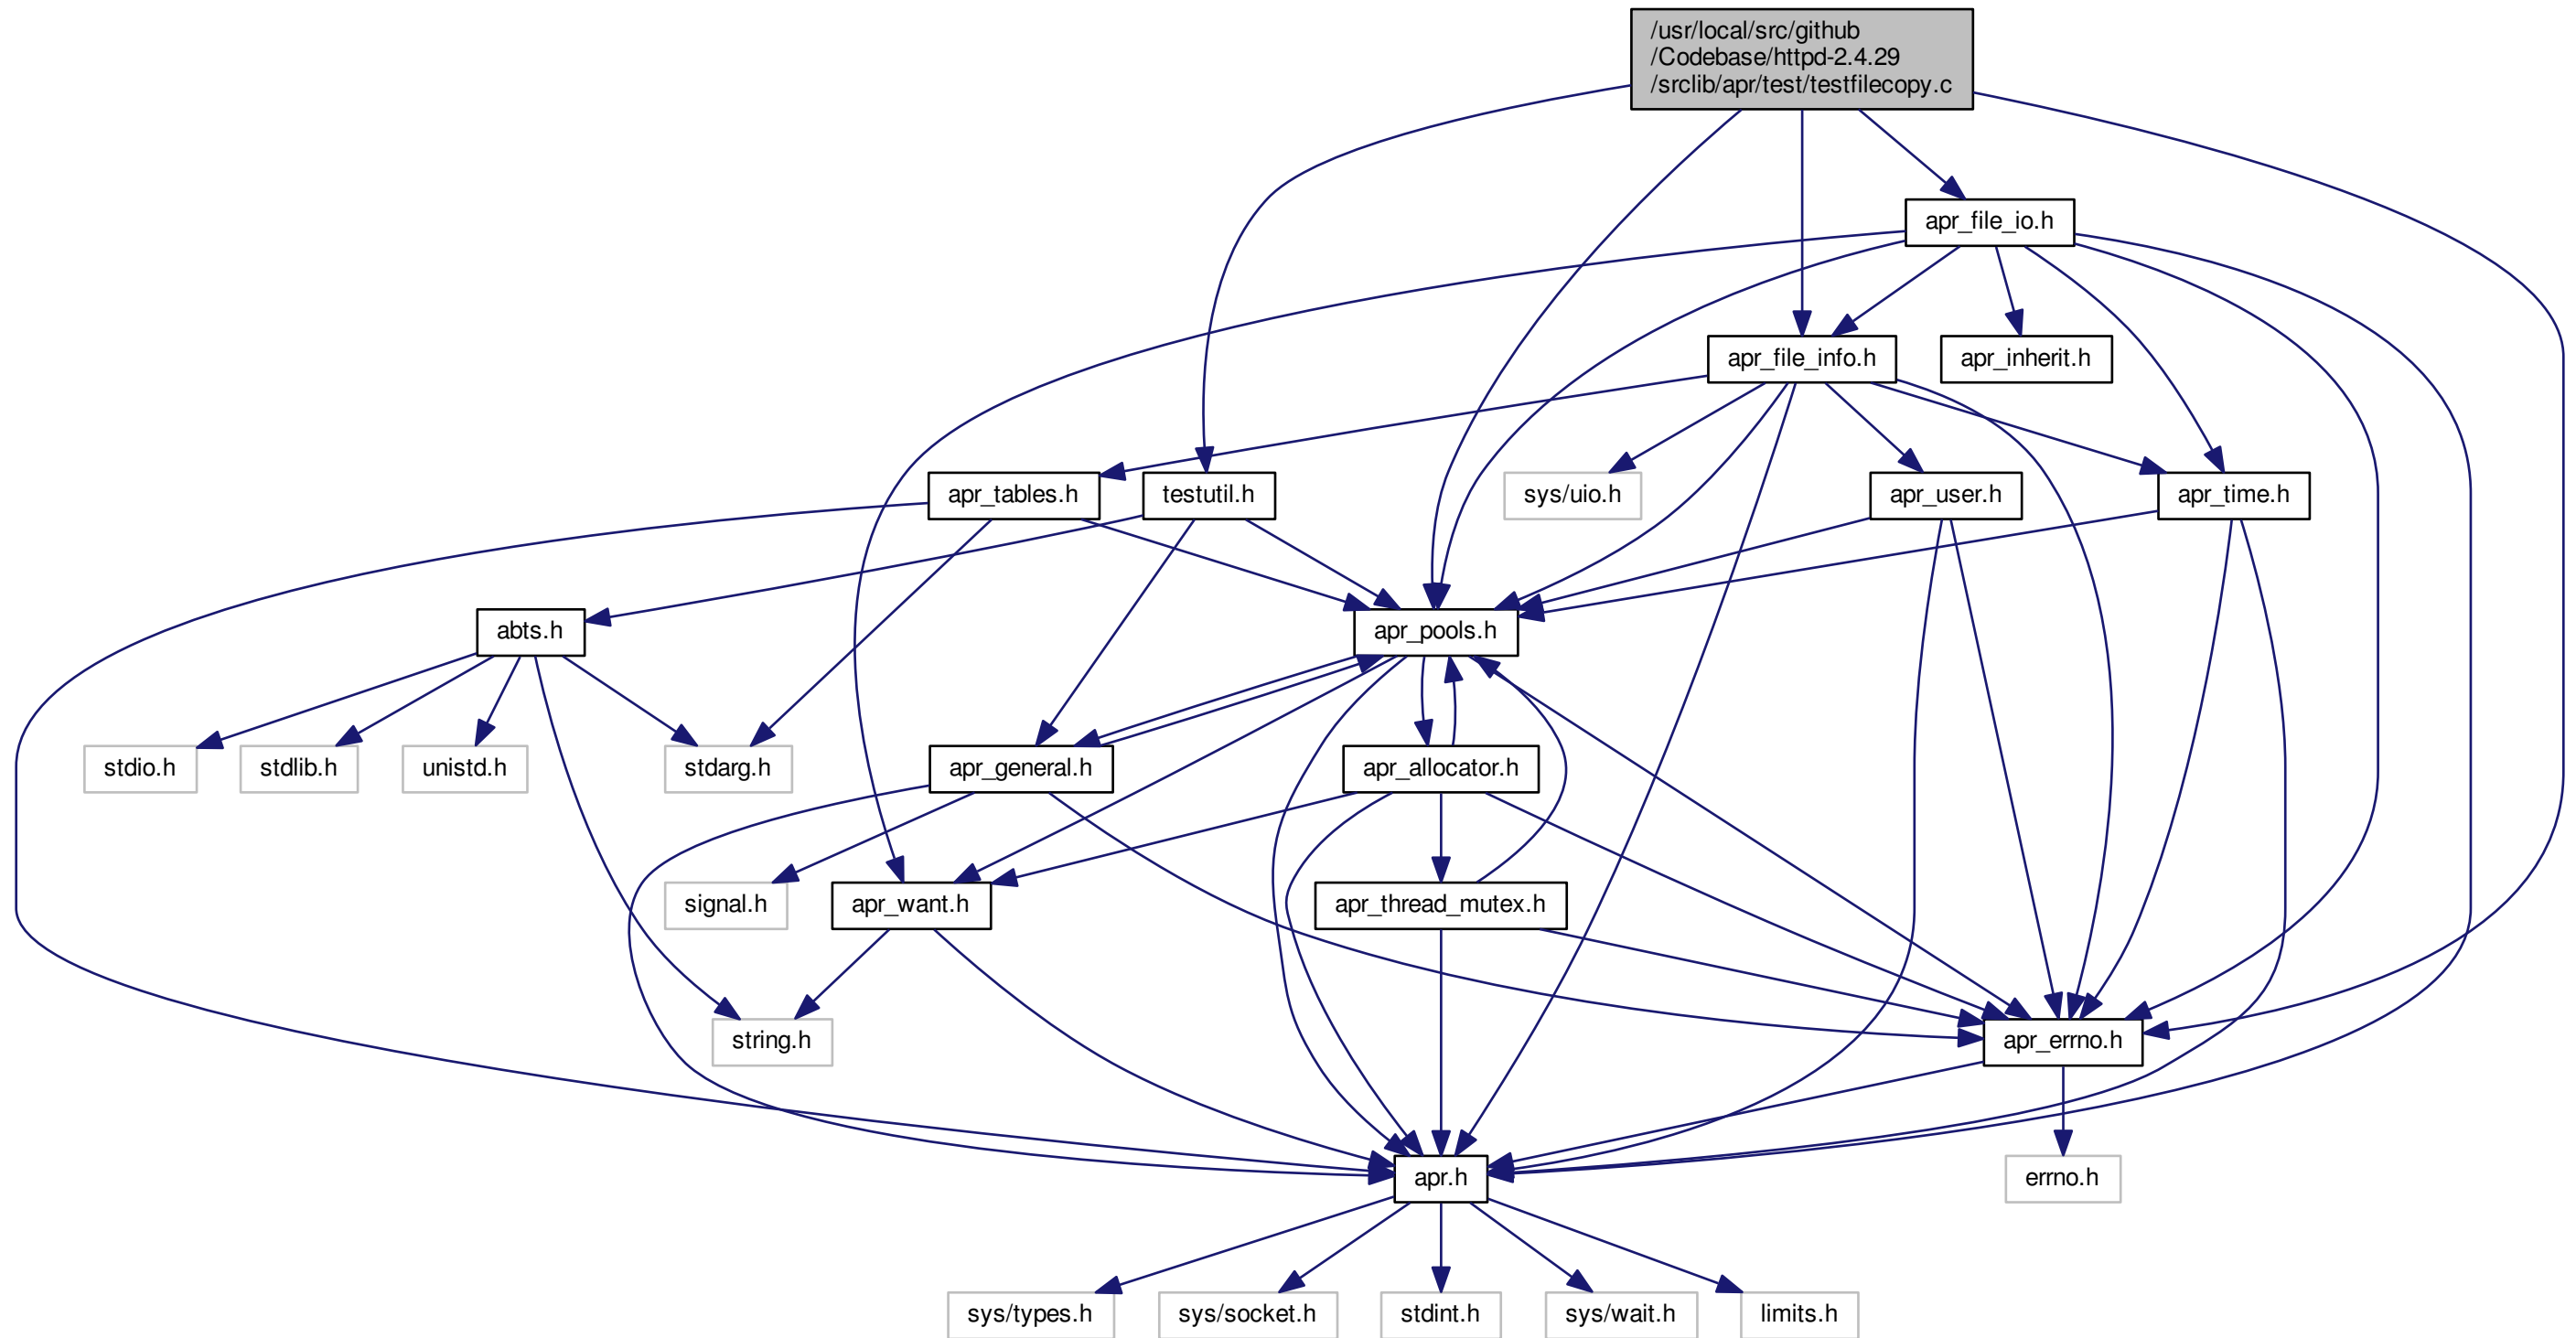 /usr/local/src/github
/Codebase/httpd-2.4.29
/srclib/apr/test/testfilecopy.c
apr_file_io.h
apr_file_info.h
apr_inherit.h
apr_tables.h
testutil.h
sys/uio.h
apr_user.h
apr_time.h
abts.h
apr_pools.h
stdio.h
stdlib.h
unistd.h
stdarg.h
apr_general.h
apr_allocator.h
signal.h
apr_want.h
apr_thread_mutex.h
string.h
apr_errno.h
apr.h
errno.h
sys/types.h
sys/socket.h
stdint.h
sys/wait.h
limits.h